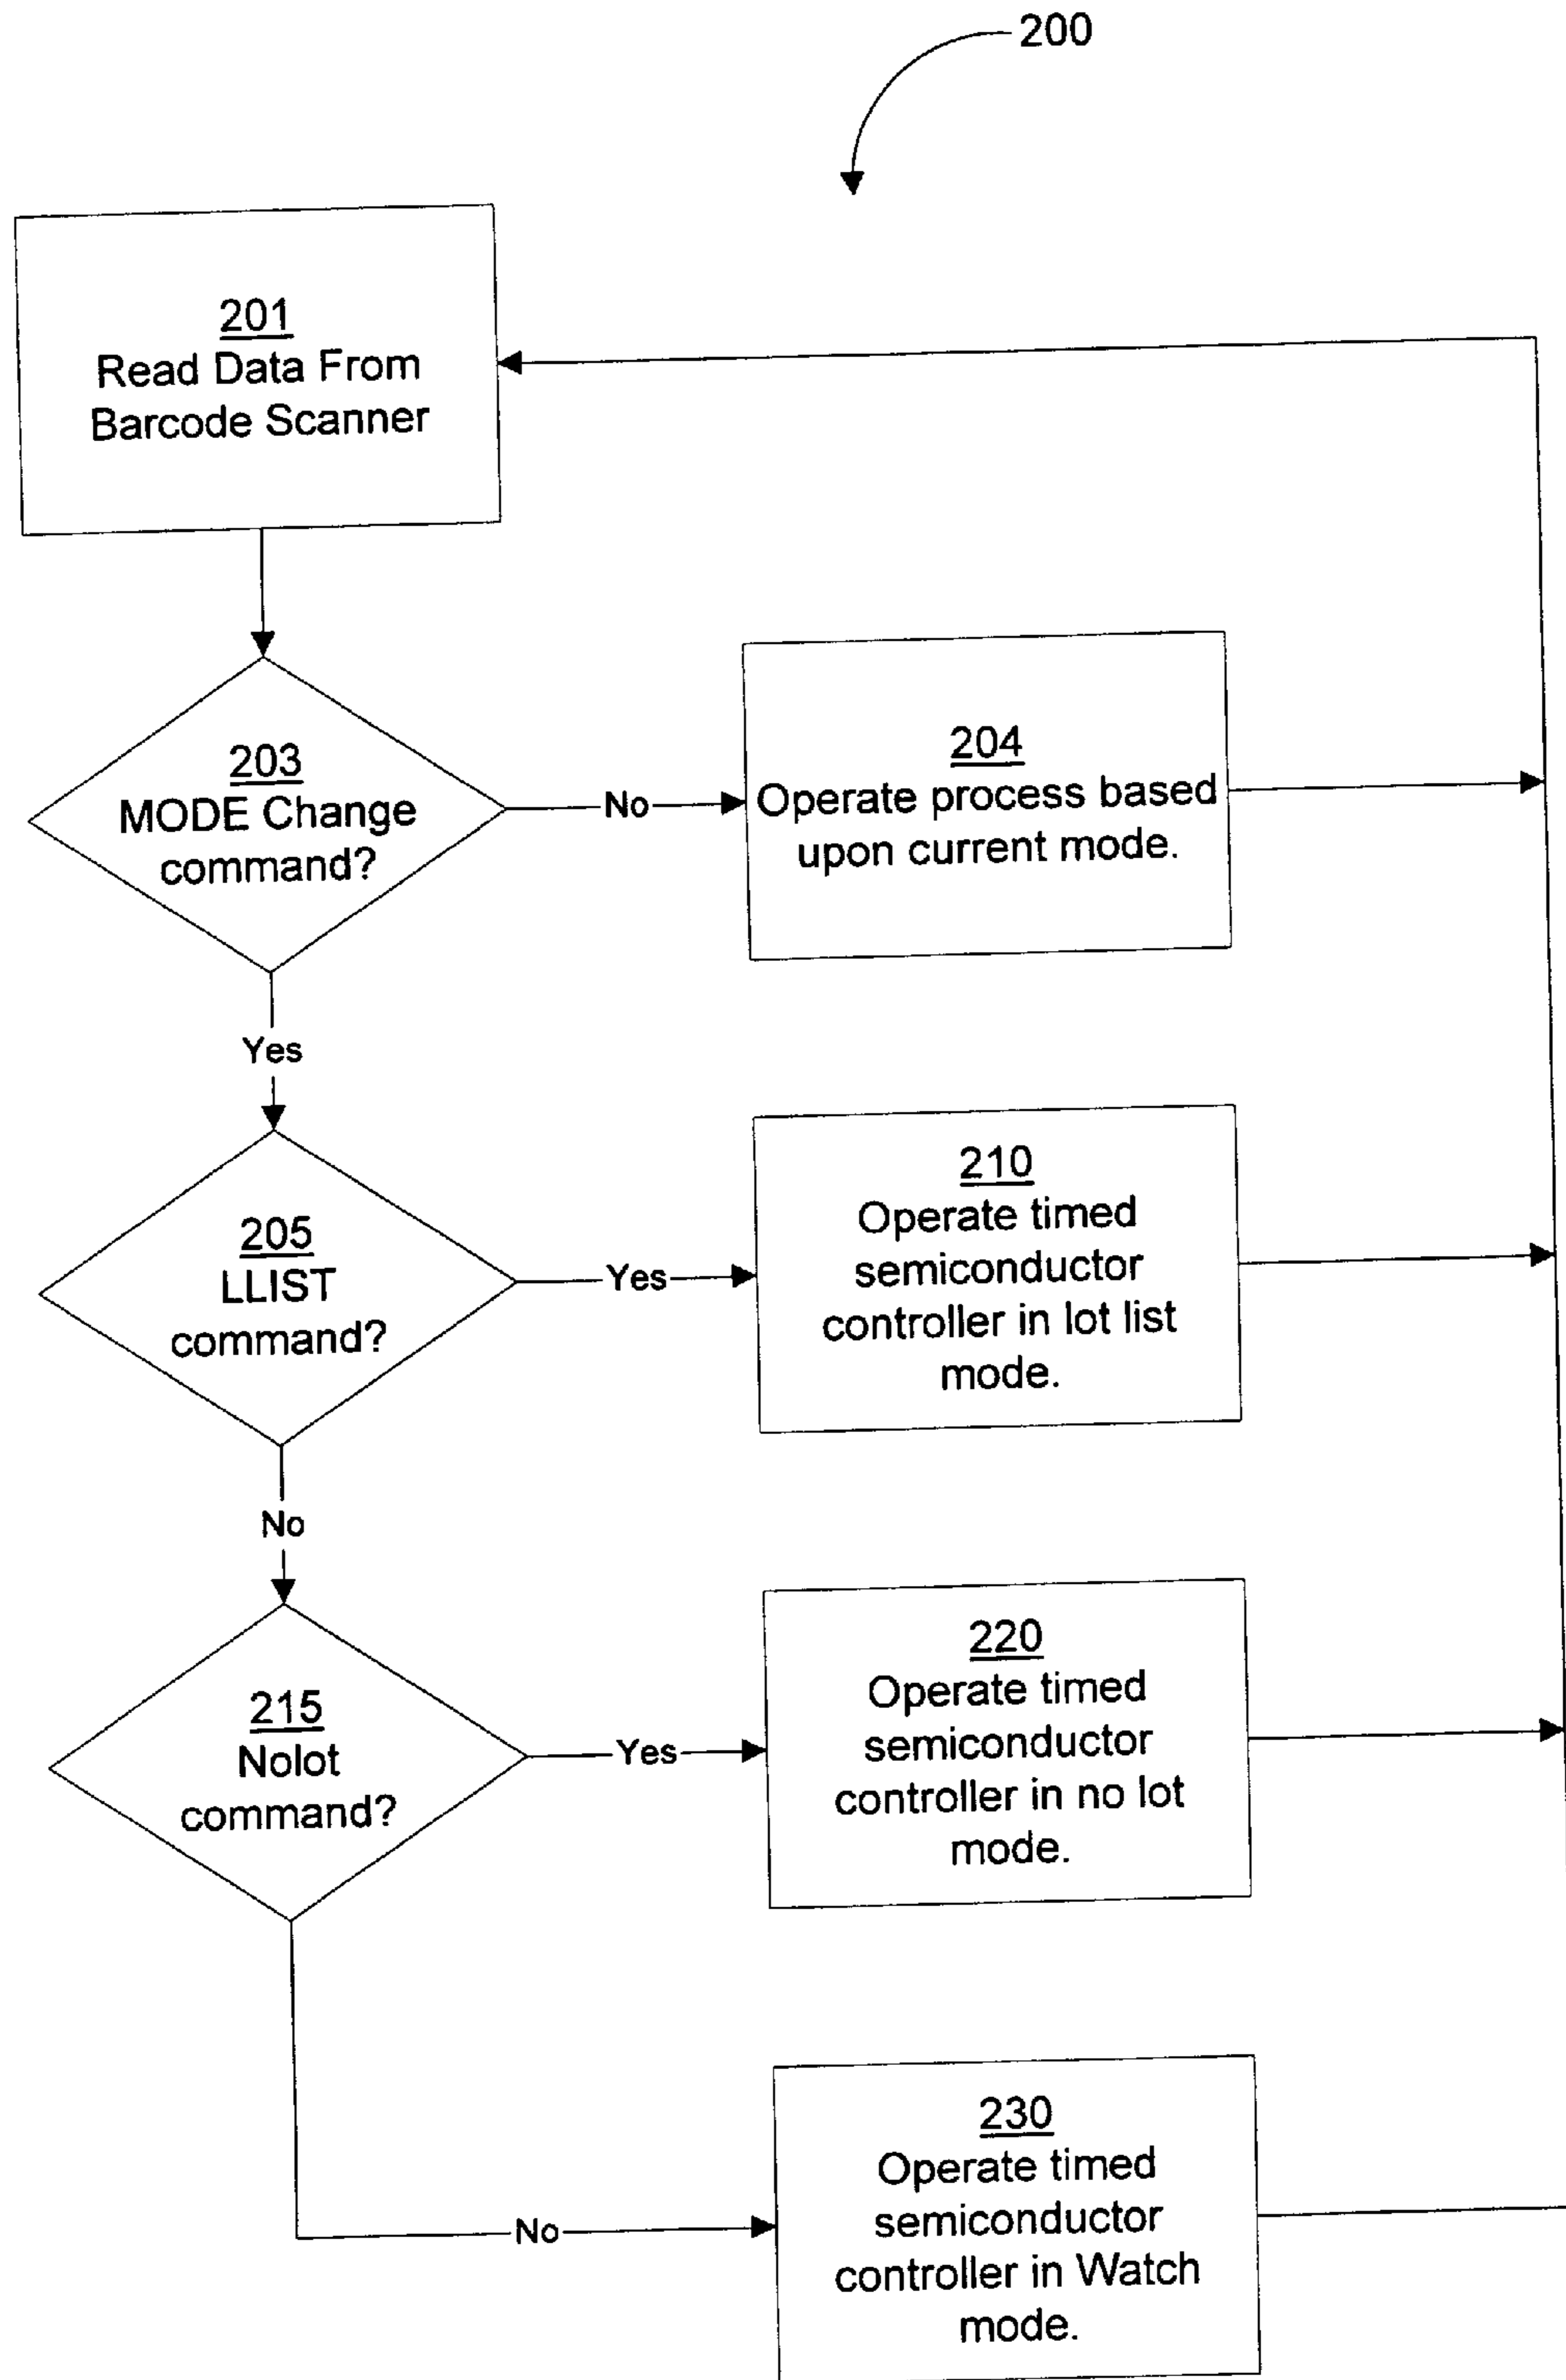 200
201
Read Data From
Barcode Scanner
203
MODE Change
command?
No
204
Operate process based
upon current mode.
Yes
205
LLIST
command?
Yes
210
Operate timed
semiconductor
controller in lot list
mode.
No
215
Nolot
command?
Yes
220
Operate timed
semiconductor
controller in no lot
mode.
No
230
Operate timed
semiconductor
controller in Watch
mode.